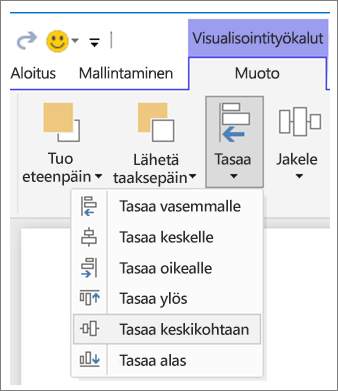 Visualisointityökalut
Aloitus Mallintaminen Muoto
Tuo eteenpäin
Lähetä taaksepäin
Tasaa
Jakele
Tasaa vasemmalle
Tasaa keskelle
Tasaa oikealle
Tasaa ylös
Tasaa keskikohtaan
Tasaa alas